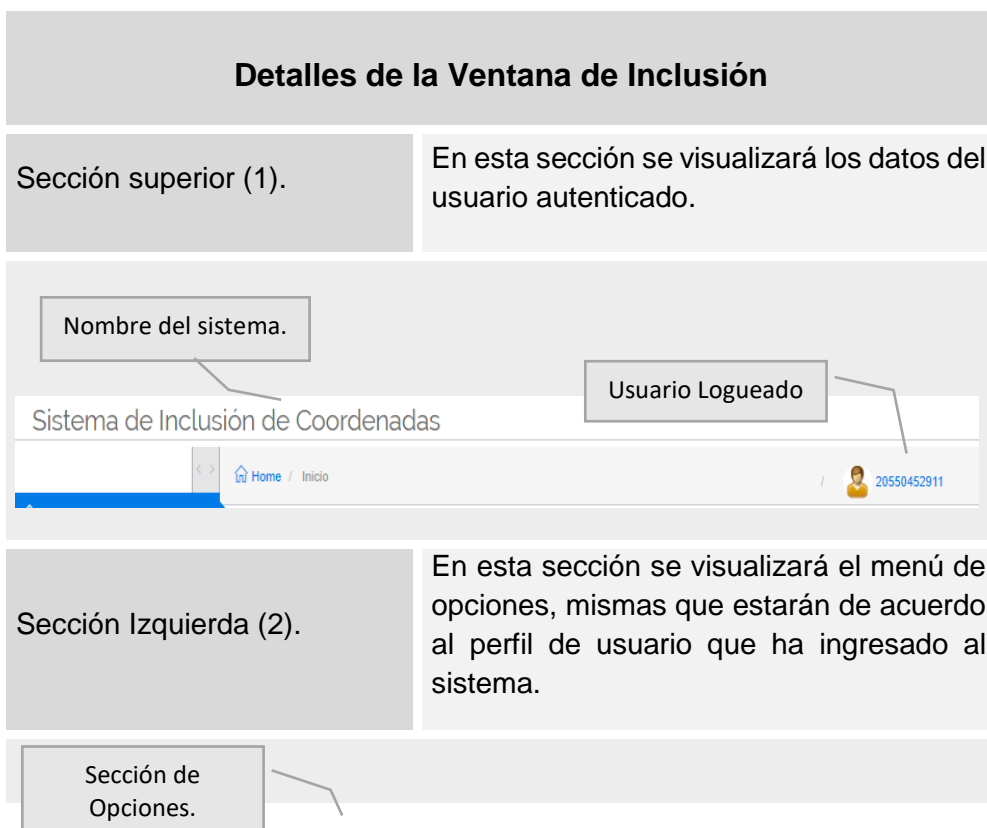 Detalles de la Ventana de Inclusión
Sección superior (1).
En esta sección se visualizará los datos del
usuario autenticado.
Nombre del sistema.
Usuario Logueado
Sistema de Inclusión de Coordenadas
< >
Home / Inicio
/ 20550452911
Sección Izquierda (2).
En esta sección se visualizará el menú de
opciones, mismas que estarán de acuerdo
al perfil de usuario que ha ingresado al
sistema.
Sección de
Opciones.